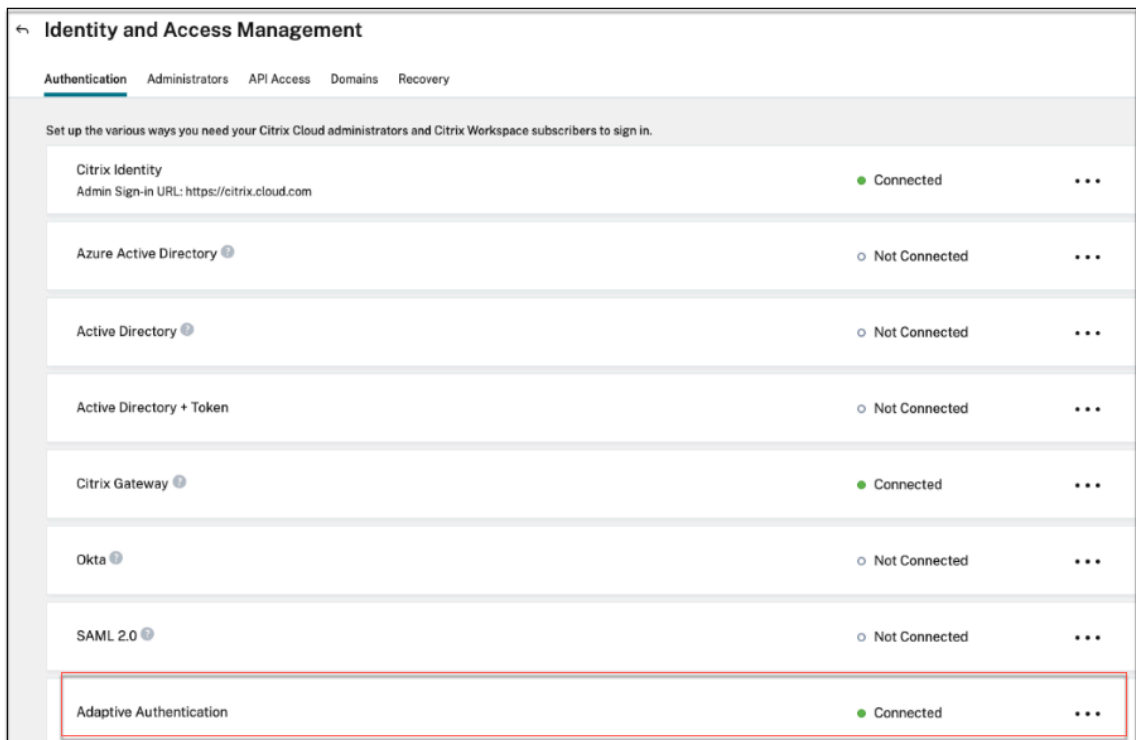 Identity and Access Management
Authentication Administrators API Access Domains Recovery
Set up the various ways you need your Citrix Cloud administrators and Citrix Workspace subscribers to sign in.
Citrix Identity
Admin Sign-in URL: https://citrix.cloud.com
Connected
Azure Active Directory ?
Not Connected
Active Directory ?
Not Connected
Active Directory + Token
Not Connected
Citrix Gateway ?
Connected
Okta ?
Not Connected
SAML 2.0 ?
Not Connected
Adaptive Authentication
Connected